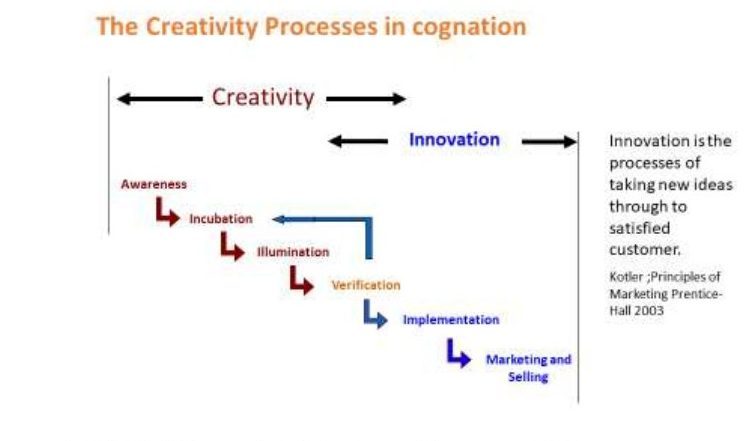 The Creativity Processes in cognation
Creativity
Innovation
Awareness
Incubation
Illumination
Verification
Implementation
Marketing and
Selling
Innovation is the
processes of
taking new ideas
through to
satisfied
customer.
Kotler ;Principles of
Marketing Prentice-
Hall 2003